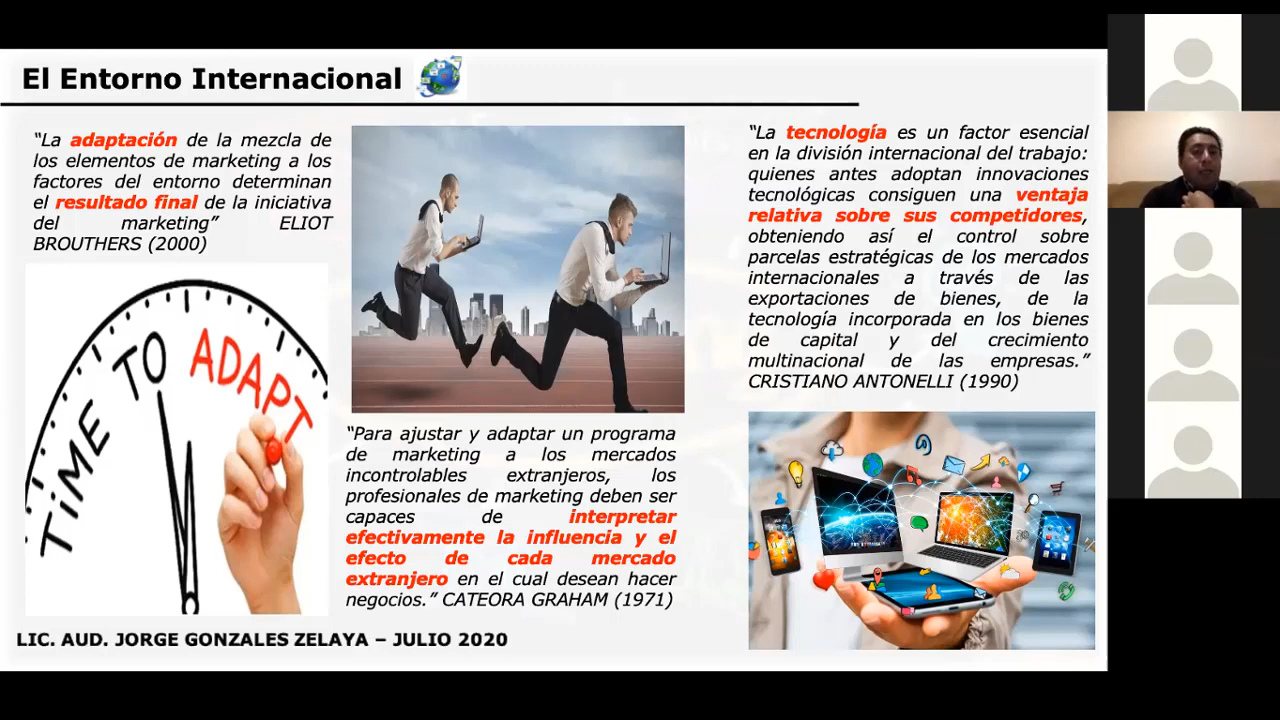 El Entorno Internacional
“La adaptación de la mezcla de
los elementos de marketing a los
factores del entorno determinan
el resultado final de la iniciativa
del marketing” ELIOT
BROUTHERS (2000)
TIME TO ADAPT
“Para ajustar y adaptar un programa
de marketing a los mercados
incontrolables extranjeros, los
profesionales de marketing deben ser
capaces de interpretar
efectivamente la influencia y el
efecto de cada mercado
extranjero en el cual desean hacer
negocios.” CATEORA GRAHAM (1971)
“La tecnología es un factor esencial
en la división internacional del trabajo:
quienes antes adoptan innovaciones
tecnológicas consiguen una ventaja
relativa sobre sus competidores,
obteniendo así el control sobre
parcelas estratégicas de los mercados
internacionales a través de las
exportaciones de bienes, de la
tecnología incorporada en los bienes
de capital y del crecimiento
multinacional de las empresas.”
CRISTIANO ANTONELLI (1990)
LIC. AUD. JORGE GONZALES ZELAYA – JULIO 2020